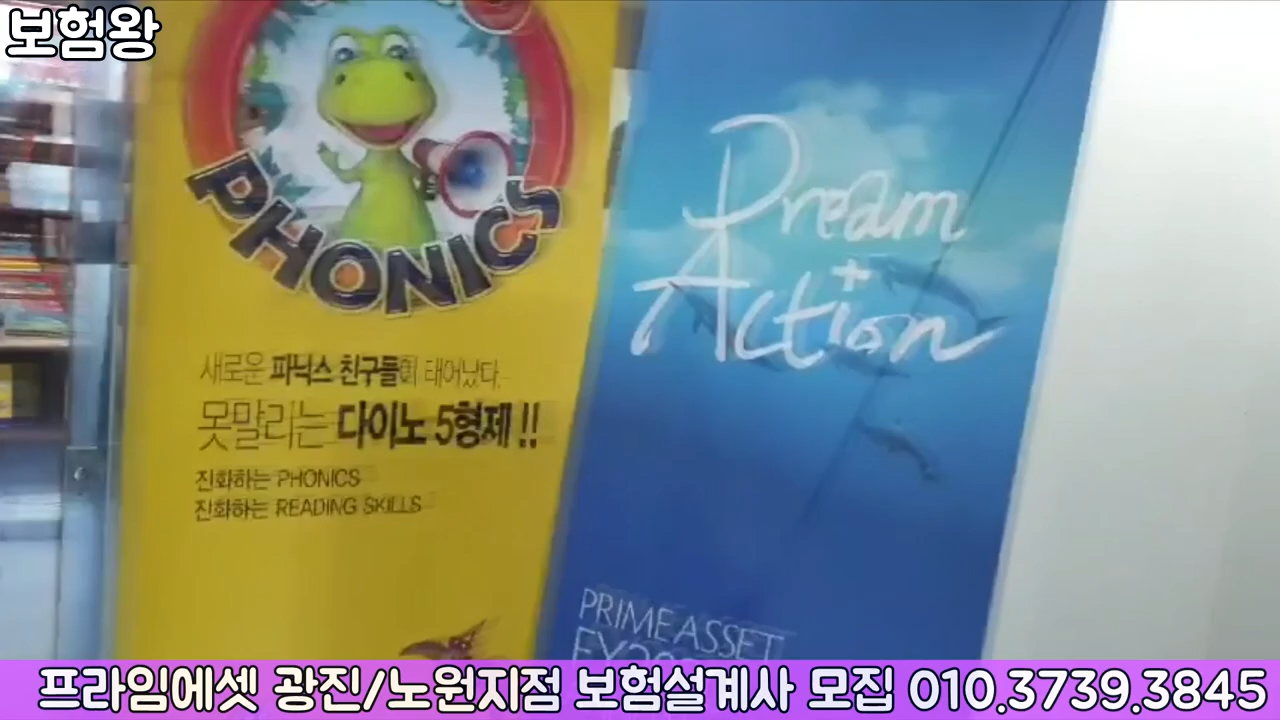 보험왕
PHONICS
새로운 파닉스 친구들이 태어났다.
못말리는 다이노 5형제 !!
진화하는 PHONICS
진화하는 READING SKILLS
Dream
+
Action
PRIME ASSET
프라임에셋 광진/노원지점 보험설계사 모집 010.3739.3845